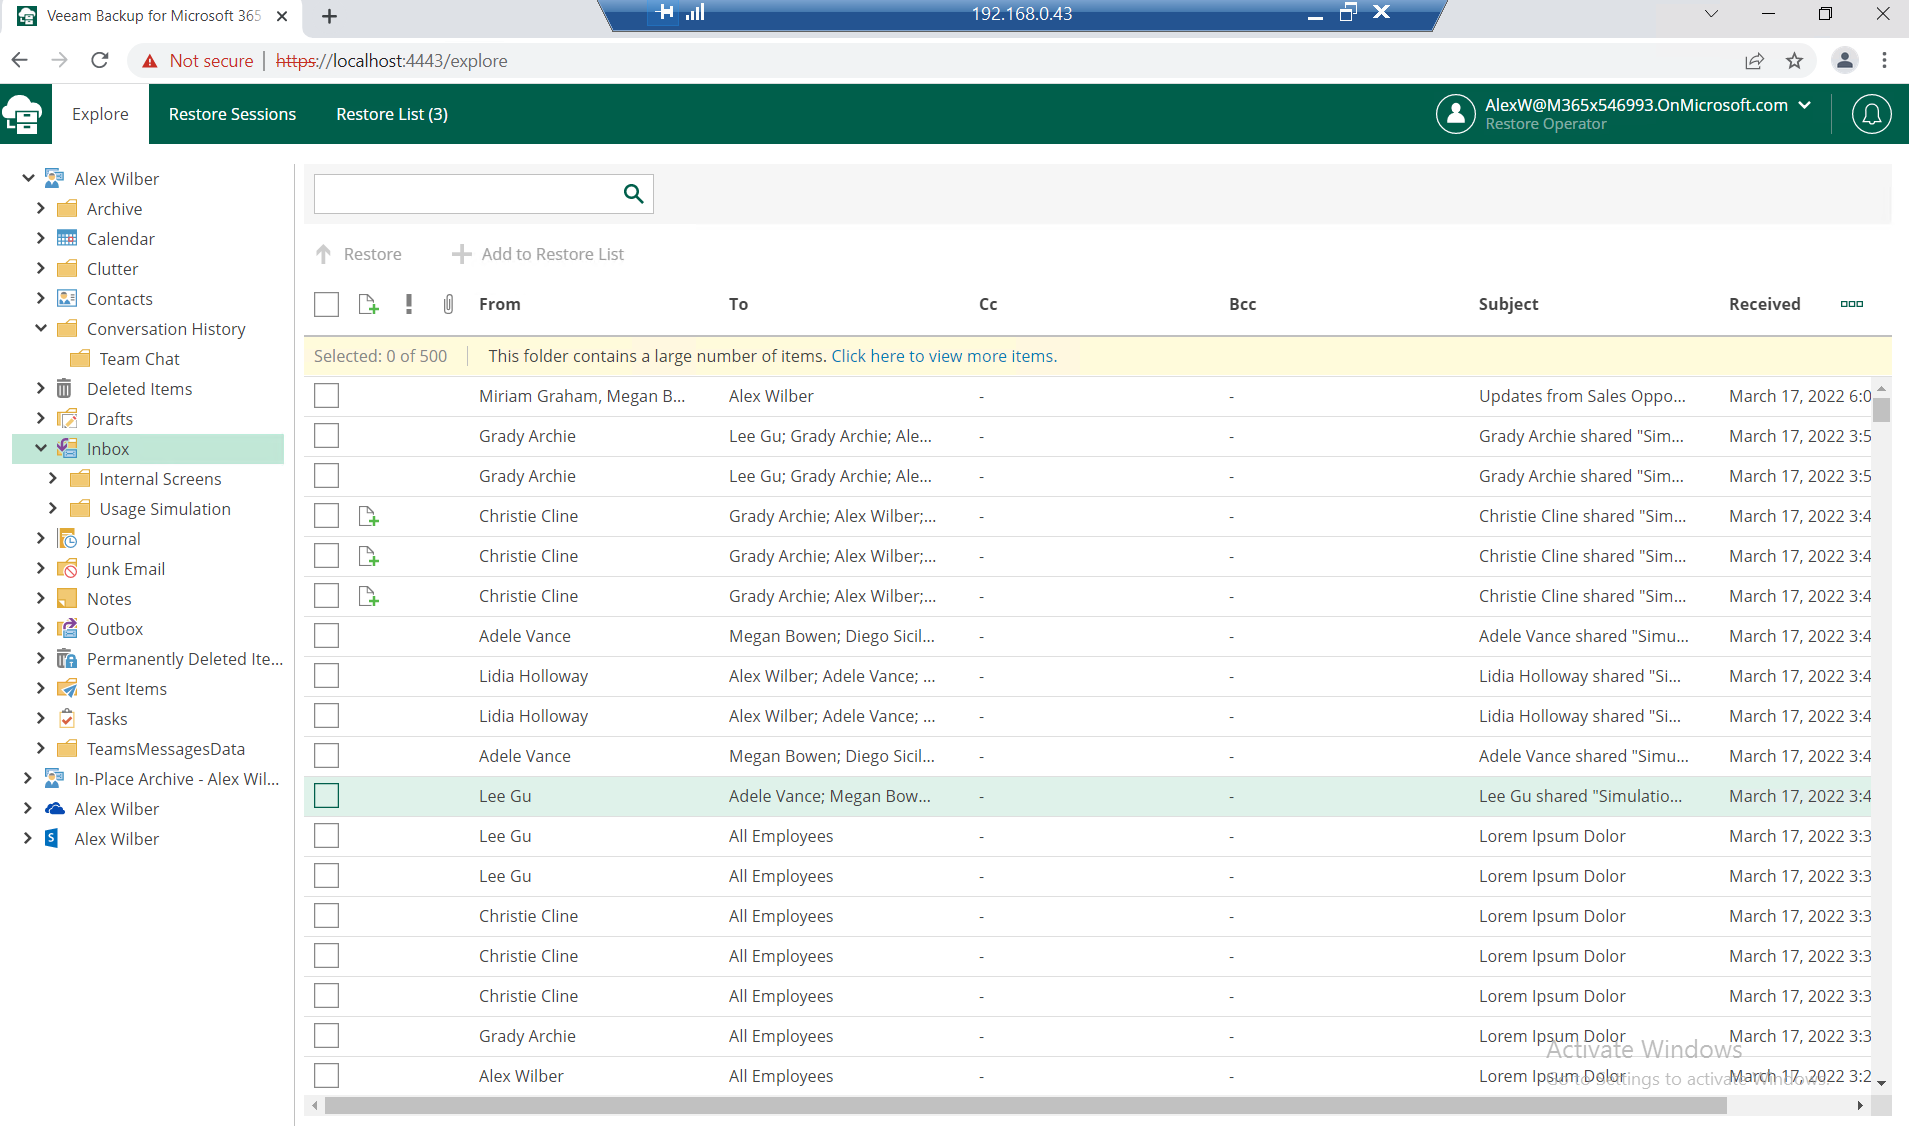 Veeam Backup for Microsoft 365
192.168.0.43
Not secure https://localhost:4443/explore
Explore
Restore Sessions
Restore List (3)
AlexW@M365x546993.OnMicrosoft.com
Restore Operator
Alex Wilber
Archive
Calendar
Clutter
Contacts
Conversation History
Team Chat
Deleted Items
Drafts
Inbox
Internal Screens
Usage Simulation
Journal
Junk Email
Notes
Outbox
Permanently Deleted Ite...
Sent Items
Tasks
TeamsMessagesData
In-Place Archive - Alex Wil...
Alex Wilber
Alex Wilber
Restore
Add to Restore List
From To Cc Bcc Subject Received
Selected: 0 of 500 This folder contains a large number of items. Click here to view more items.
Miriam Graham, Megan B... Alex Wilber - - Updates from Sales Oppo... March 17, 2022 6:0
Grady Archie Lee Gu; Grady Archie; Ale... - - Grady Archie shared "Sim... March 17, 2022 3:5
Grady Archie Lee Gu; Grady Archie; Ale... - - Grady Archie shared "Sim... March 17, 2022 3:5
Christie Cline Grady Archie; Alex Wilber;... - - Christie Cline shared "Sim... March 17, 2022 3:4
Christie Cline Grady Archie; Alex Wilber;... - - Christie Cline shared "Sim... March 17, 2022 3:4
Christie Cline Grady Archie; Alex Wilber;... - - Christie Cline shared "Sim... March 17, 2022 3:4
Adele Vance Megan Bowen; Diego Sicil... - - Adele Vance shared "Simu... March 17, 2022 3:4
Lidia Holloway Alex Wilber; Adele Vance; ... - - Lidia Holloway shared "Si... March 17, 2022 3:4
Lidia Holloway Alex Wilber; Adele Vance; ... - - Lidia Holloway shared "Si... March 17, 2022 3:4
Adele Vance Megan Bowen; Diego Sicil... - - Adele Vance shared "Simu... March 17, 2022 3:4
Lee Gu Adele Vance; Megan Bow... - - Lee Gu shared "Simulatio... March 17, 2022 3:4
Lee Gu All Employees - - Lorem Ipsum Dolor March 17, 2022 3:3
Lee Gu All Employees - - Lorem Ipsum Dolor March 17, 2022 3:3
Christie Cline All Employees - - Lorem Ipsum Dolor March 17, 2022 3:3
Christie Cline All Employees - - Lorem Ipsum Dolor March 17, 2022 3:3
Christie Cline All Employees - - Lorem Ipsum Dolor March 17, 2022 3:3
Grady Archie All Employees - - Lorem Ipsum Dolor March 17, 2022 3:3
Activate Windows
Alex Wilber All Employees - - Lorem Ipsum Dolor March 17, 2022 3:2
Go to Settings to activate Windows.